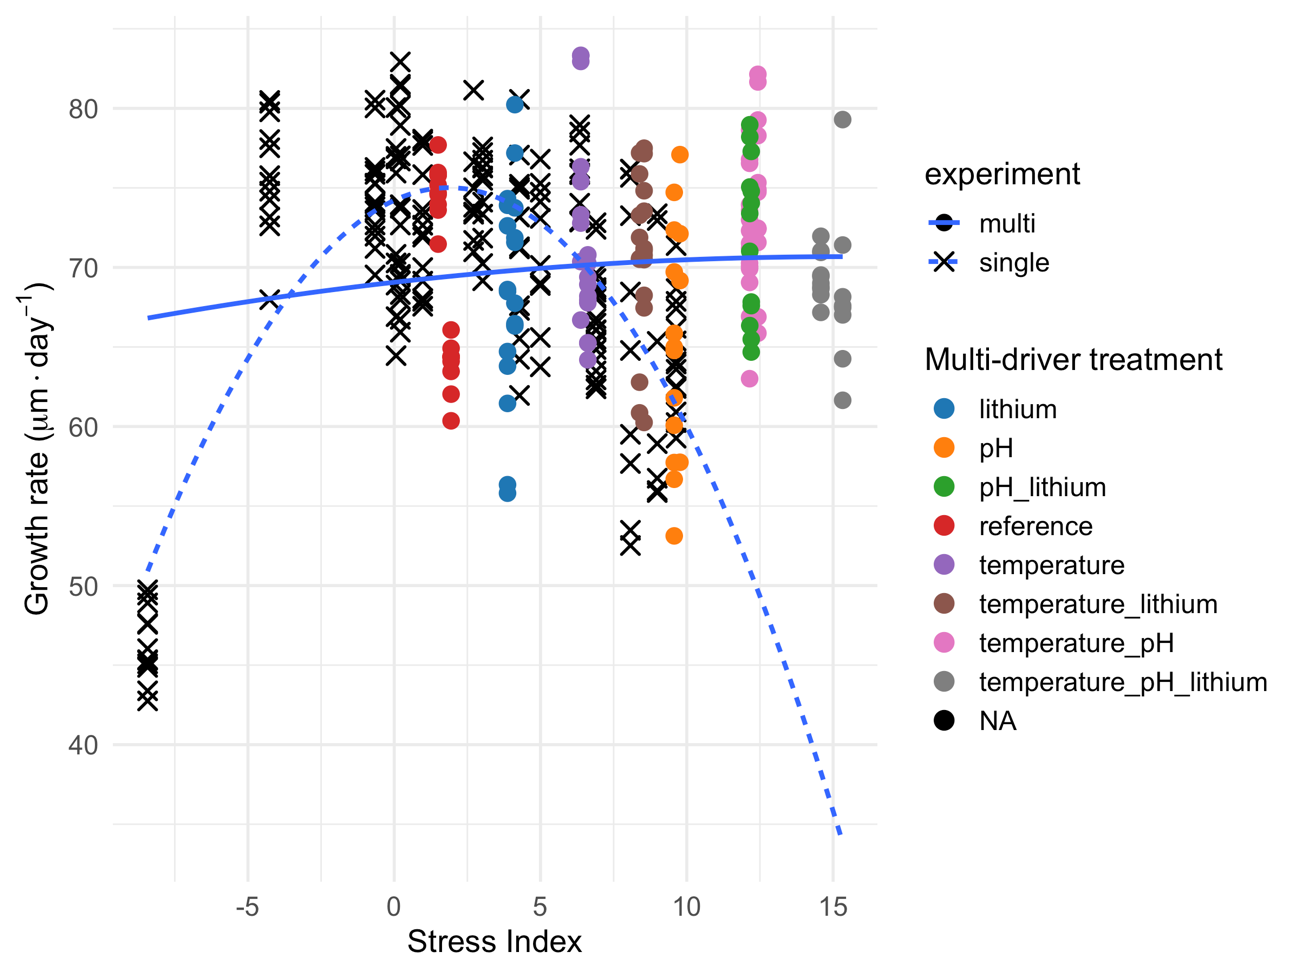 80
70
60
50
40
Growth rate (μm · day⁻¹)
-5 0 5 10 15
Stress Index
experiment
multi
single
Multi-driver treatment
lithium
pH
pH_lithium
reference
temperature
temperature_lithium
temperature_pH
temperature_pH_lithium
NA